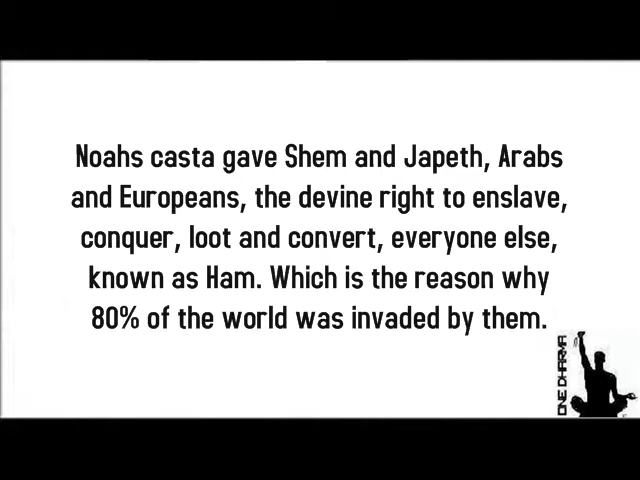 Noahs casta gave Shem and Japeth, Arabs
and Europeans, the devine right to enslave,
conquer, loot and convert, everyone else,
known as Ham. Which is the reason why
80% of the world was invaded by them.
ONE DHARMA